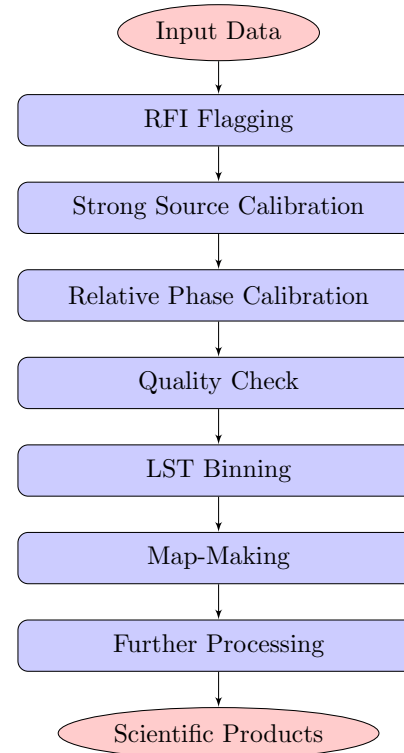 Input Data
RFI Flagging
Strong Source Calibration
Relative Phase Calibration
Quality Check
LST Binning
Map-Making
Further Processing
Scientific Products